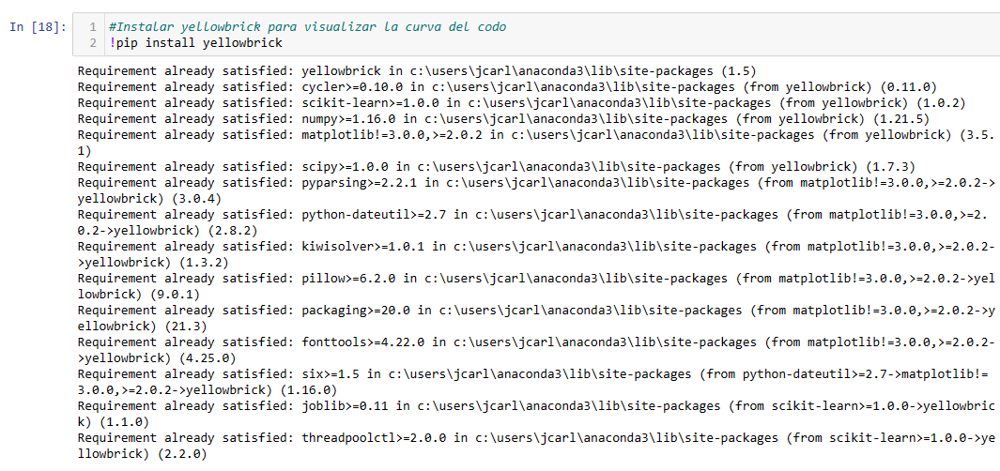 In [18]:
1 #Instalar yellowbrick para visualizar la curva del codo
2 !pip install yellowbrick
Requirement already satisfied: yellowbrick in c:\users\jcarl\anaconda3\lib\site-packages (1.5)
Requirement already satisfied: cycler>=0.10.0 in c:\users\jcarl\anaconda3\lib\site-packages (from yellowbrick) (0.11.0)
Requirement already satisfied: scikit-learn>=1.0.0 in c:\users\jcarl\anaconda3\lib\site-packages (from yellowbrick) (1.0.2)
Requirement already satisfied: numpy>=1.16.0 in c:\users\jcarl\anaconda3\lib\site-packages (from yellowbrick) (1.21.5)
Requirement already satisfied: matplotlib!=3.0.0,>=2.0.2 in c:\users\jcarl\anaconda3\lib\site-packages (from yellowbrick) (3.5.
1)
Requirement already satisfied: scipy>=1.0.0 in c:\users\jcarl\anaconda3\lib\site-packages (from yellowbrick) (1.7.3)
Requirement already satisfied: pyparsing>=2.2.1 in c:\users\jcarl\anaconda3\lib\site-packages (from matplotlib!=3.0.0,>=2.0.2->
yellowbrick) (3.0.4)
Requirement already satisfied: python-dateutil>=2.7 in c:\users\jcarl\anaconda3\lib\site-packages (from matplotlib!=3.0.0,>=2.
0.2->yellowbrick) (2.8.2)
Requirement already satisfied: kiwisolver>=1.0.1 in c:\users\jcarl\anaconda3\lib\site-packages (from matplotlib!=3.0.0,>=2.0.2-
>yellowbrick) (1.3.2)
Requirement already satisfied: pillow>=6.2.0 in c:\users\jcarl\anaconda3\lib\site-packages (from matplotlib!=3.0.0,>=2.0.2->yel
lowbrick) (9.0.1)
Requirement already satisfied: packaging>=20.0 in c:\users\jcarl\anaconda3\lib\site-packages (from matplotlib!=3.0.0,>=2.0.2->y
ellowbrick) (21.3)
Requirement already satisfied: fonttools>=4.22.0 in c:\users\jcarl\anaconda3\lib\site-packages (from matplotlib!=3.0.0,>=2.0.2-
>yellowbrick) (4.25.0)
Requirement already satisfied: six>=1.5 in c:\users\jcarl\anaconda3\lib\site-packages (from python-dateutil>=2.7->matplotlib!=
3.0.0,>=2.0.2->yellowbrick) (1.16.0)
Requirement already satisfied: joblib>=0.11 in c:\users\jcarl\anaconda3\lib\site-packages (from scikit-learn>=1.0.0->yellowbric
k) (1.1.0)
Requirement already satisfied: threadpoolctl>=2.0.0 in c:\users\jcarl\anaconda3\lib\site-packages (from scikit-learn>=1.0.0->ye
llowbrick) (2.2.0)